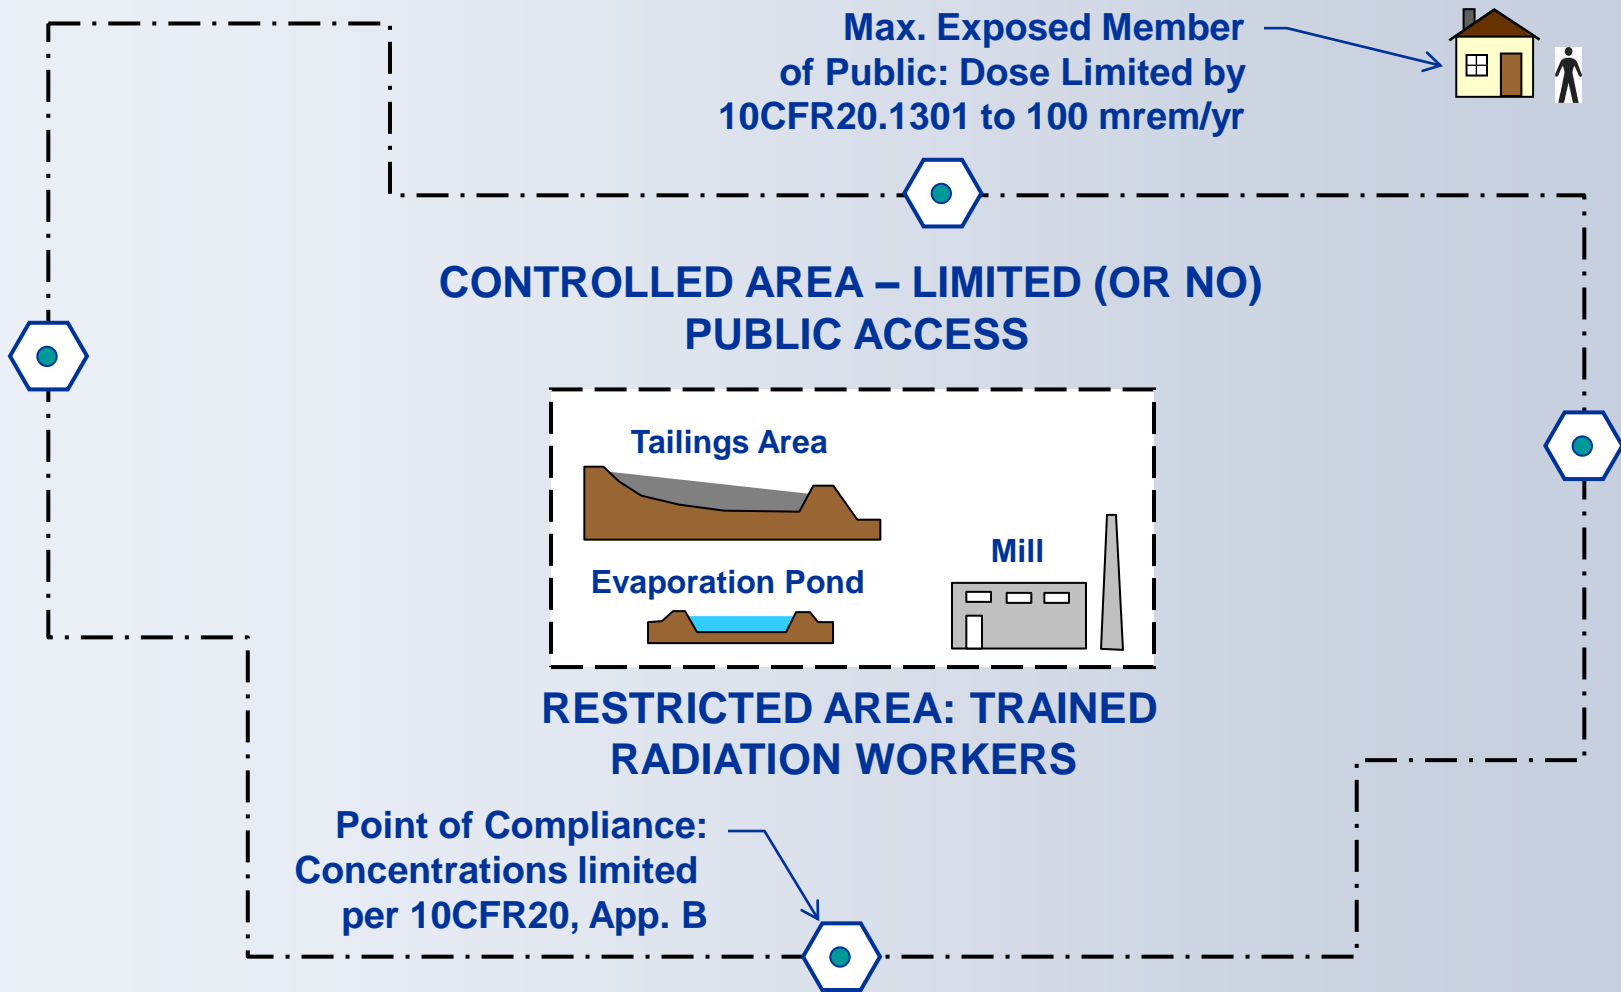 Max. Exposed Member
of Public: Dose Limited by
10CFR20.1301 to 100 mrem/yr
CONTROLLED AREA – LIMITED (OR NO)
PUBLIC ACCESS
Tailings Area
Mill
Evaporation Pond
RESTRICTED AREA: TRAINED
RADIATION WORKERS
Point of Compliance:
Concentrations limited
per 10CFR20, App. B